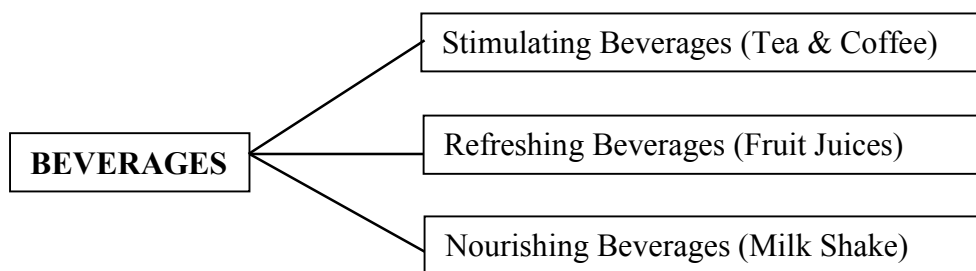 Stimulating Beverages (Tea & Coffee)
BEVERAGES
Refreshing Beverages (Fruit Juices)
Nourishing Beverages (Milk Shake)